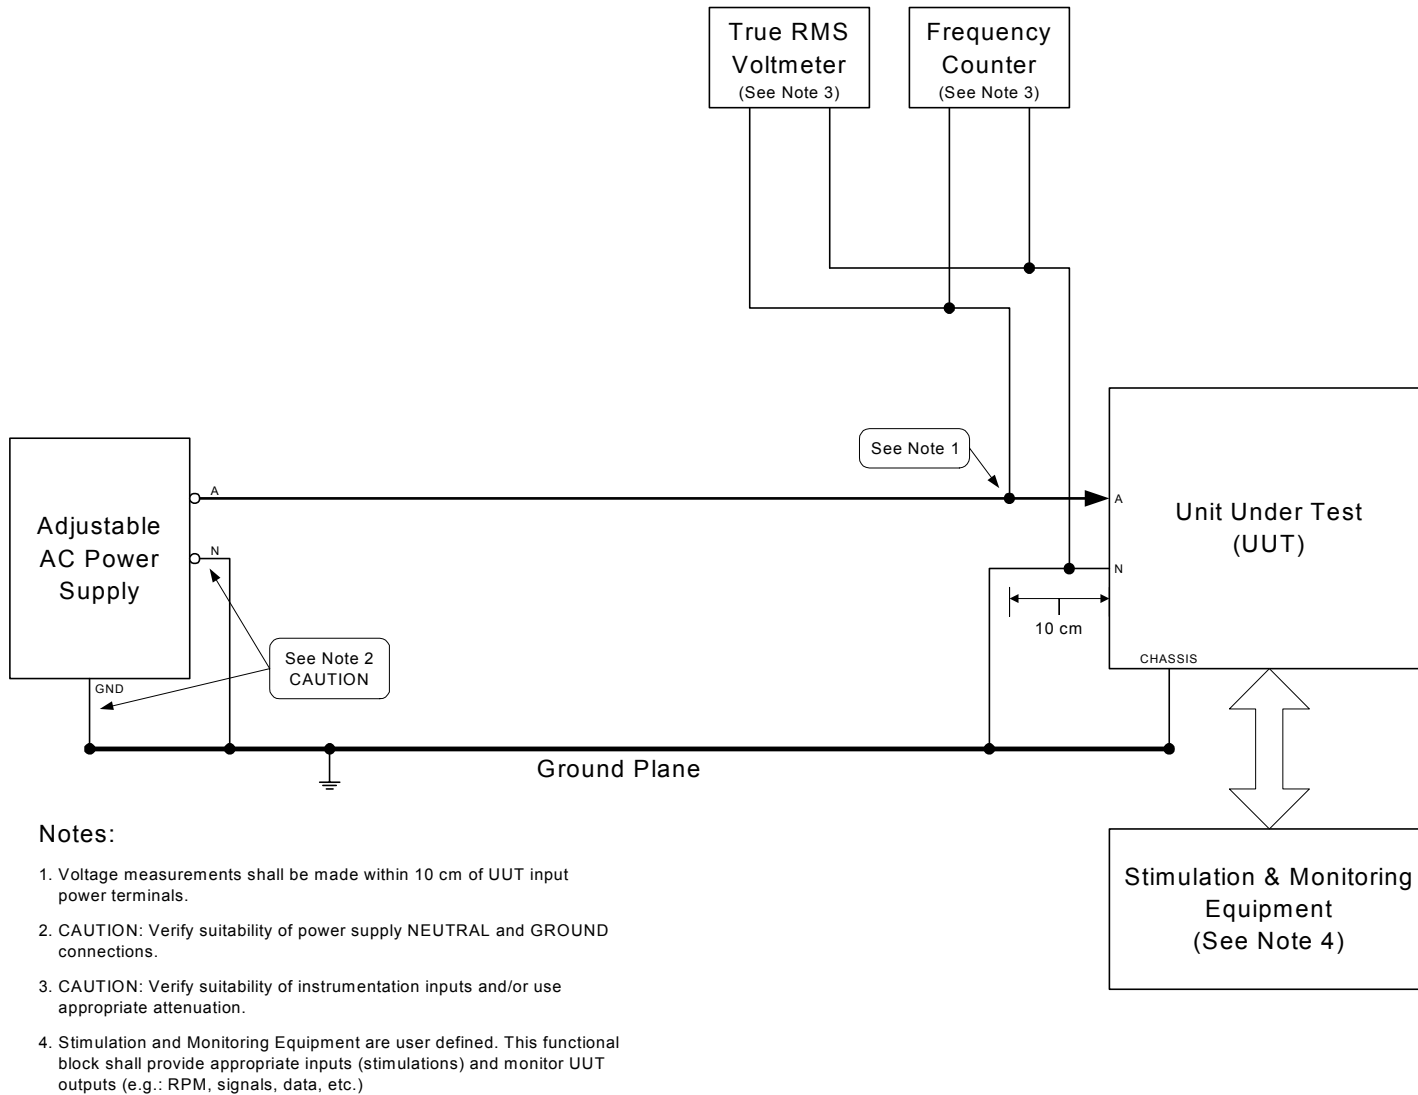 True RMS
Voltmeter
(See Note 3)
Frequency
Counter
(See Note 3)
See Note 1
A
A
Adjustable
AC Power
Supply
N
Unit Under Test
(UUT)
N
10 cm
See Note 2
CAUTION
CHASSIS
GND
Ground Plane
Notes:
1. Voltage measurements shall be made within 10 cm of UUT input
power terminals.
2. CAUTION: Verify suitability of power supply NEUTRAL and GROUND
connections.
3. CAUTION: Verify suitability of instrumentation inputs and/or use
appropriate attenuation.
4. Stimulation and Monitoring Equipment are user defined. This functional
block shall provide appropriate inputs (stimulations) and monitor UUT
outputs (e.g.: RPM, signals, data, etc.)
Stimulation & Monitoring
Equipment
(See Note 4)